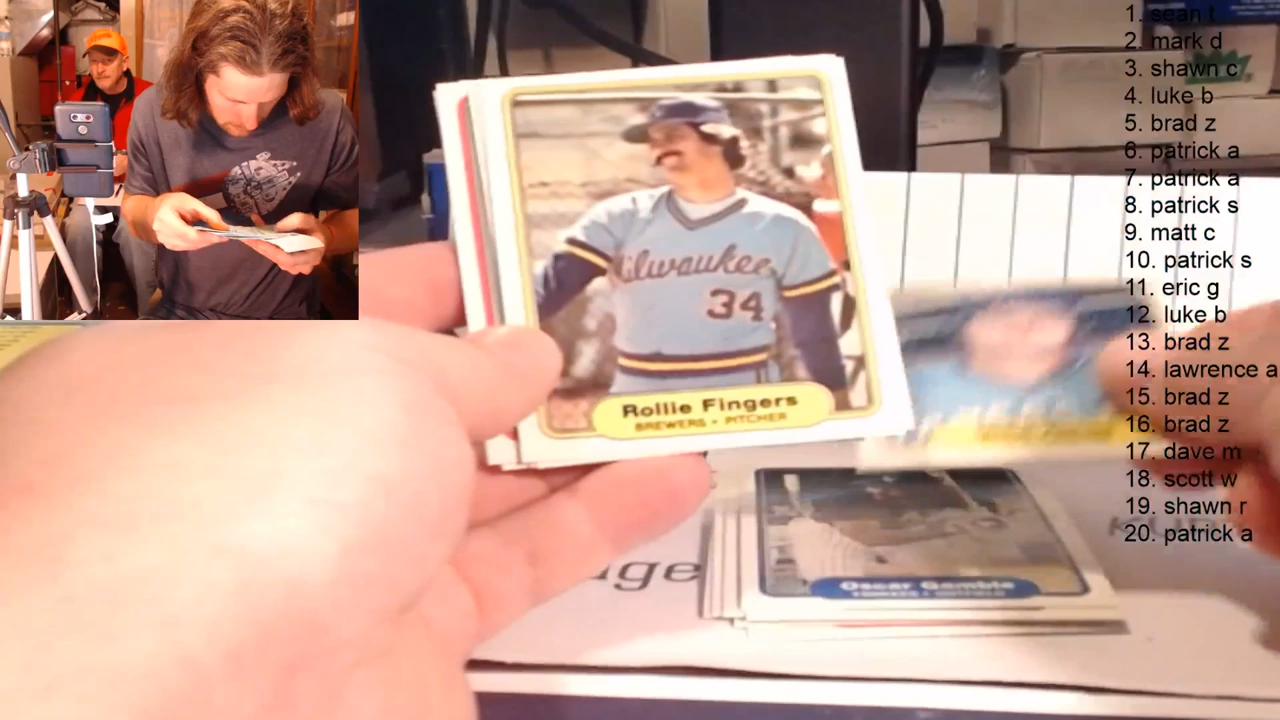 1. sean t
2. mark d
3. shawn c
4. luke b
5. brad z
6. patrick a
7. patrick a
8. patrick s
9. matt c
10. patrick s
11. eric g
12. luke b
13. brad z
14. lawrence a
15. brad z
16. brad z
17. dave m
18. scott w
19. shawn r
20. patrick a
Milwaukee
34
Rollie Fingers
BREWERS • PITCHER
Oscar Gamble
YANKEES • OUTFIELD